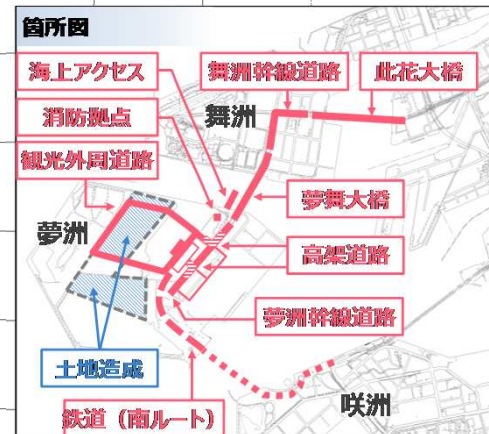 箇所図
海上アクセス
舞洲幹線道路
此花大橋
舞洲
消防拠点
観光外周道路
夢舞大橋
夢洲
高架道路
夢洲幹線道路
土地造成
咲洲
鉄道（南ルート）